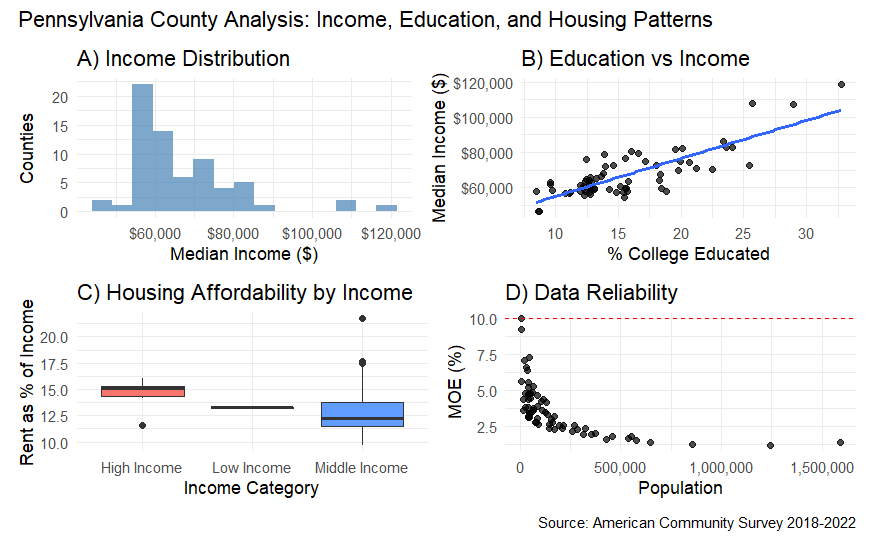 Pennsylvania County Analysis: Income, Education, and Housing Patterns
A) Income Distribution
Counties
20
15
10
5
0
$60,000
$80,000
$100,000
$120,000
Median Income ($)
B) Education vs Income
Median Income ($)
$120,000
$100,000
$80,000
$60,000
10
15
20
25
30
% College Educated
C) Housing Affordability by Income
Rent as % of Income
20.0
17.5
15.0
12.5
10.0
High Income
Low Income
Middle Income
Income Category
D) Data Reliability
MOE (%)
10.0
7.5
5.0
2.5
0
500,000
1,000,000
1,500,000
Population
Source: American Community Survey 2018-2022